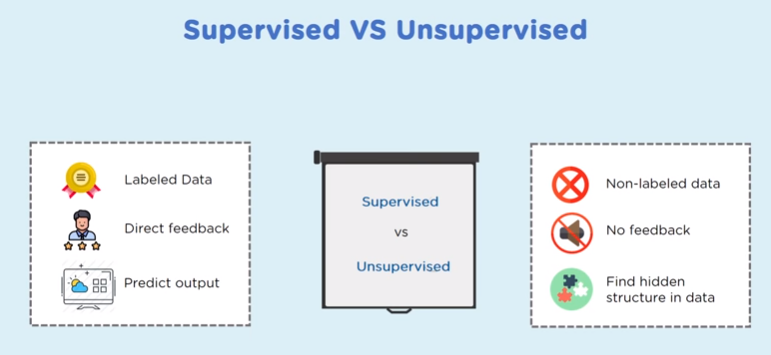 Supervised VS Unsupervised
Labeled Data
Direct feedback
Predict output
Supervised
vs
Unsupervised
Non-labeled data
No feedback
Find hidden
structure in data